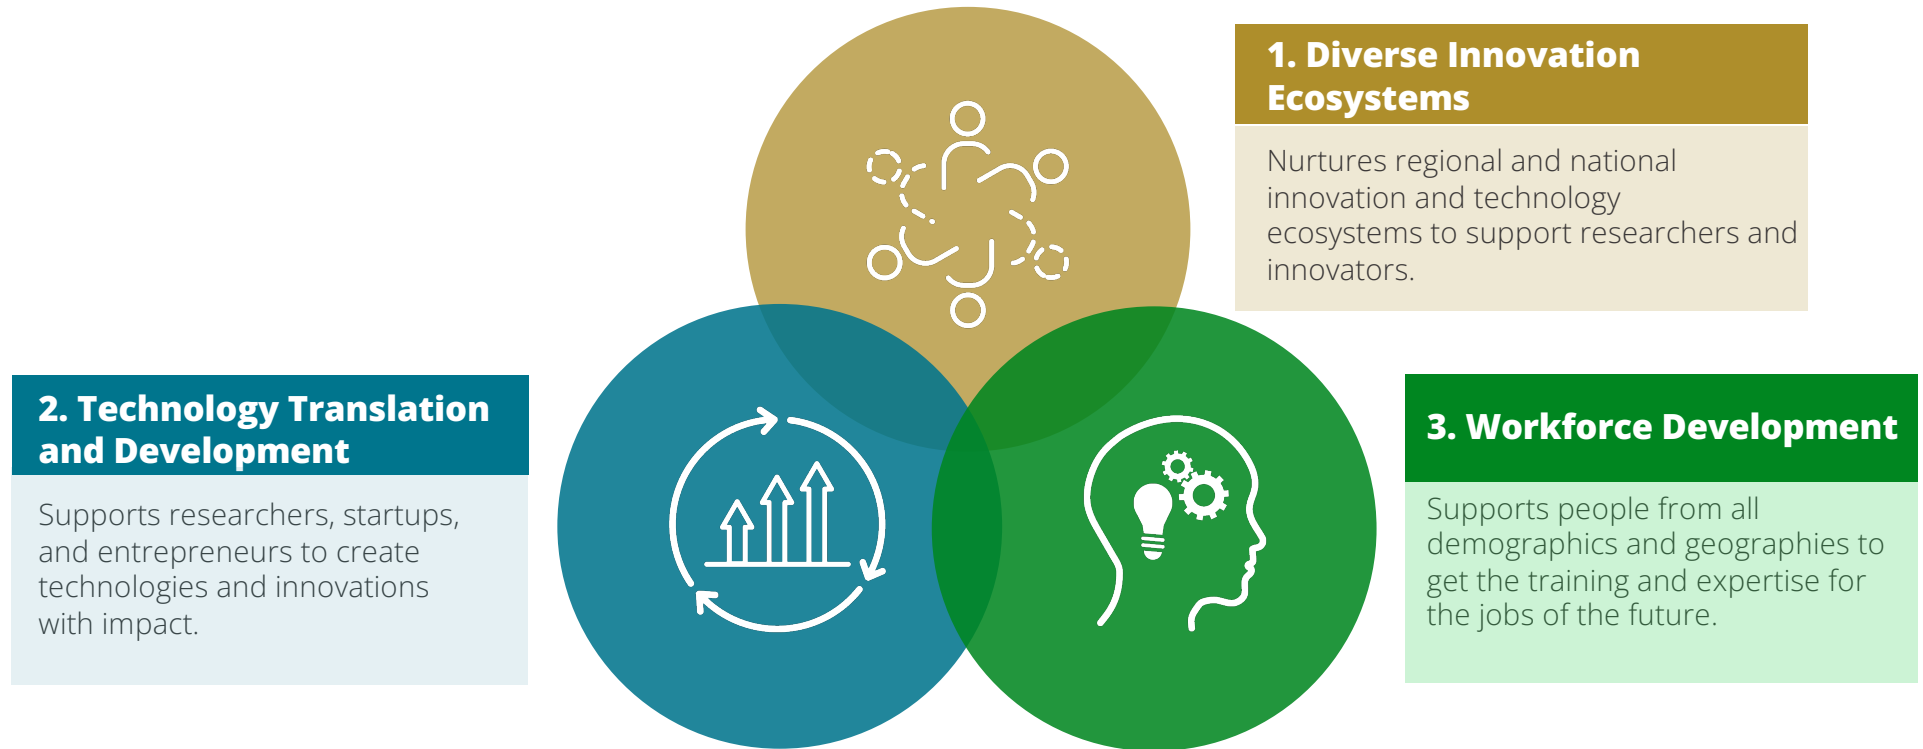 1. Diverse Innovation
Ecosystems
Nurtures regional and national
innovation and technology
ecosystems to support researchers and
innovators.
2. Technology Translation
and Development
Supports researchers, startups,
and entrepreneurs to create
technologies and innovations
with impact.
3. Workforce Development
Supports people from all
demographics and geographies to
get the training and expertise for
the jobs of the future.